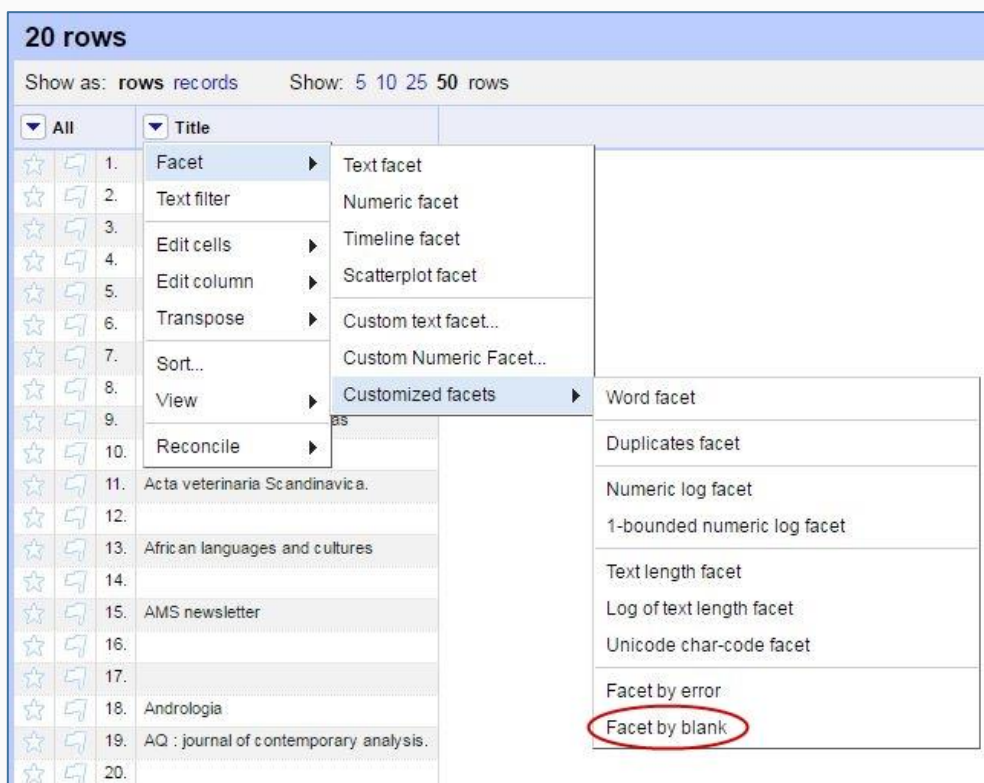 20 rows
Show as: rows records Show: 5 10 25 50 rows
All Title
1.
2.
3.
4.
5.
6.
7.
8.
9. as
10.
11. Acta veterinaria Scandinavica.
12.
13. African languages and cultures
14.
15. AMS newsletter
16.
17.
18. Andrologia
19. AQ : journal of contemporary analysis.
20.
Facet
Text filter
Edit cells
Edit column
Transpose
Sort...
View
Reconcile
Text facet
Numeric facet
Timeline facet
Scatterplot facet
Custom text facet...
Custom Numeric Facet...
Customized facets
Word facet
Duplicates facet
Numeric log facet
1-bounded numeric log facet
Text length facet
Log of text length facet
Unicode char-code facet
Facet by error
Facet by blank